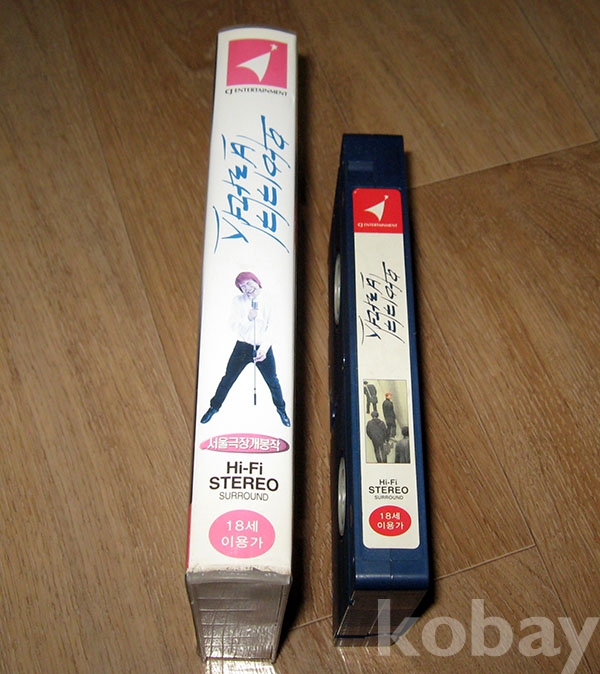 CJ ENTERTAINMENT
서울극장개봉작
Hi-Fi
STEREO
SURROUND
18세
이용가
CJ ENTERTAINMENT
Hi-Fi
STEREO
SURROUND
18세
이용가
kobay